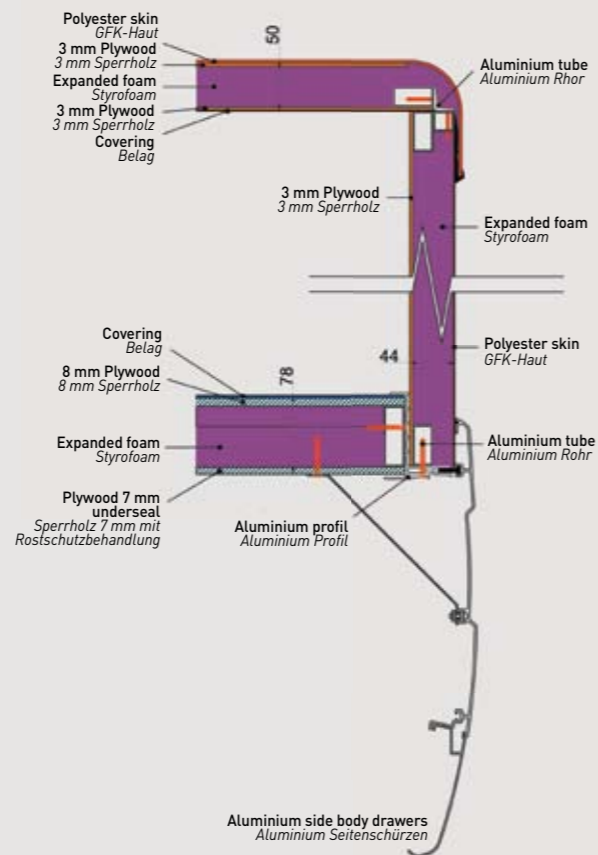 Polyester skin
GFK-Haut
3 mm Plywood
3 mm Sperrholz
Expanded foam
Styrofoam
3 mm Plywood
3 mm Sperrholz
Covering
Belag
50
Aluminium tube
Aluminium Rhor
3 mm Plywood
3 mm Sperrholz
Expanded foam
Styrofoam
Covering
Belag
8 mm Plywood
8 mm Sperrholz
78
44
Polyester skin
GFK-Haut
Expanded foam
Styrofoam
Aluminium tube
Aluminium Rohr
Plywood 7 mm
underseal
Sperrholz 7 mm mit
Rostschutzbehandlung
Aluminium profil
Aluminium Profil
Aluminium side body drawers
Aluminium Seitenschürzen